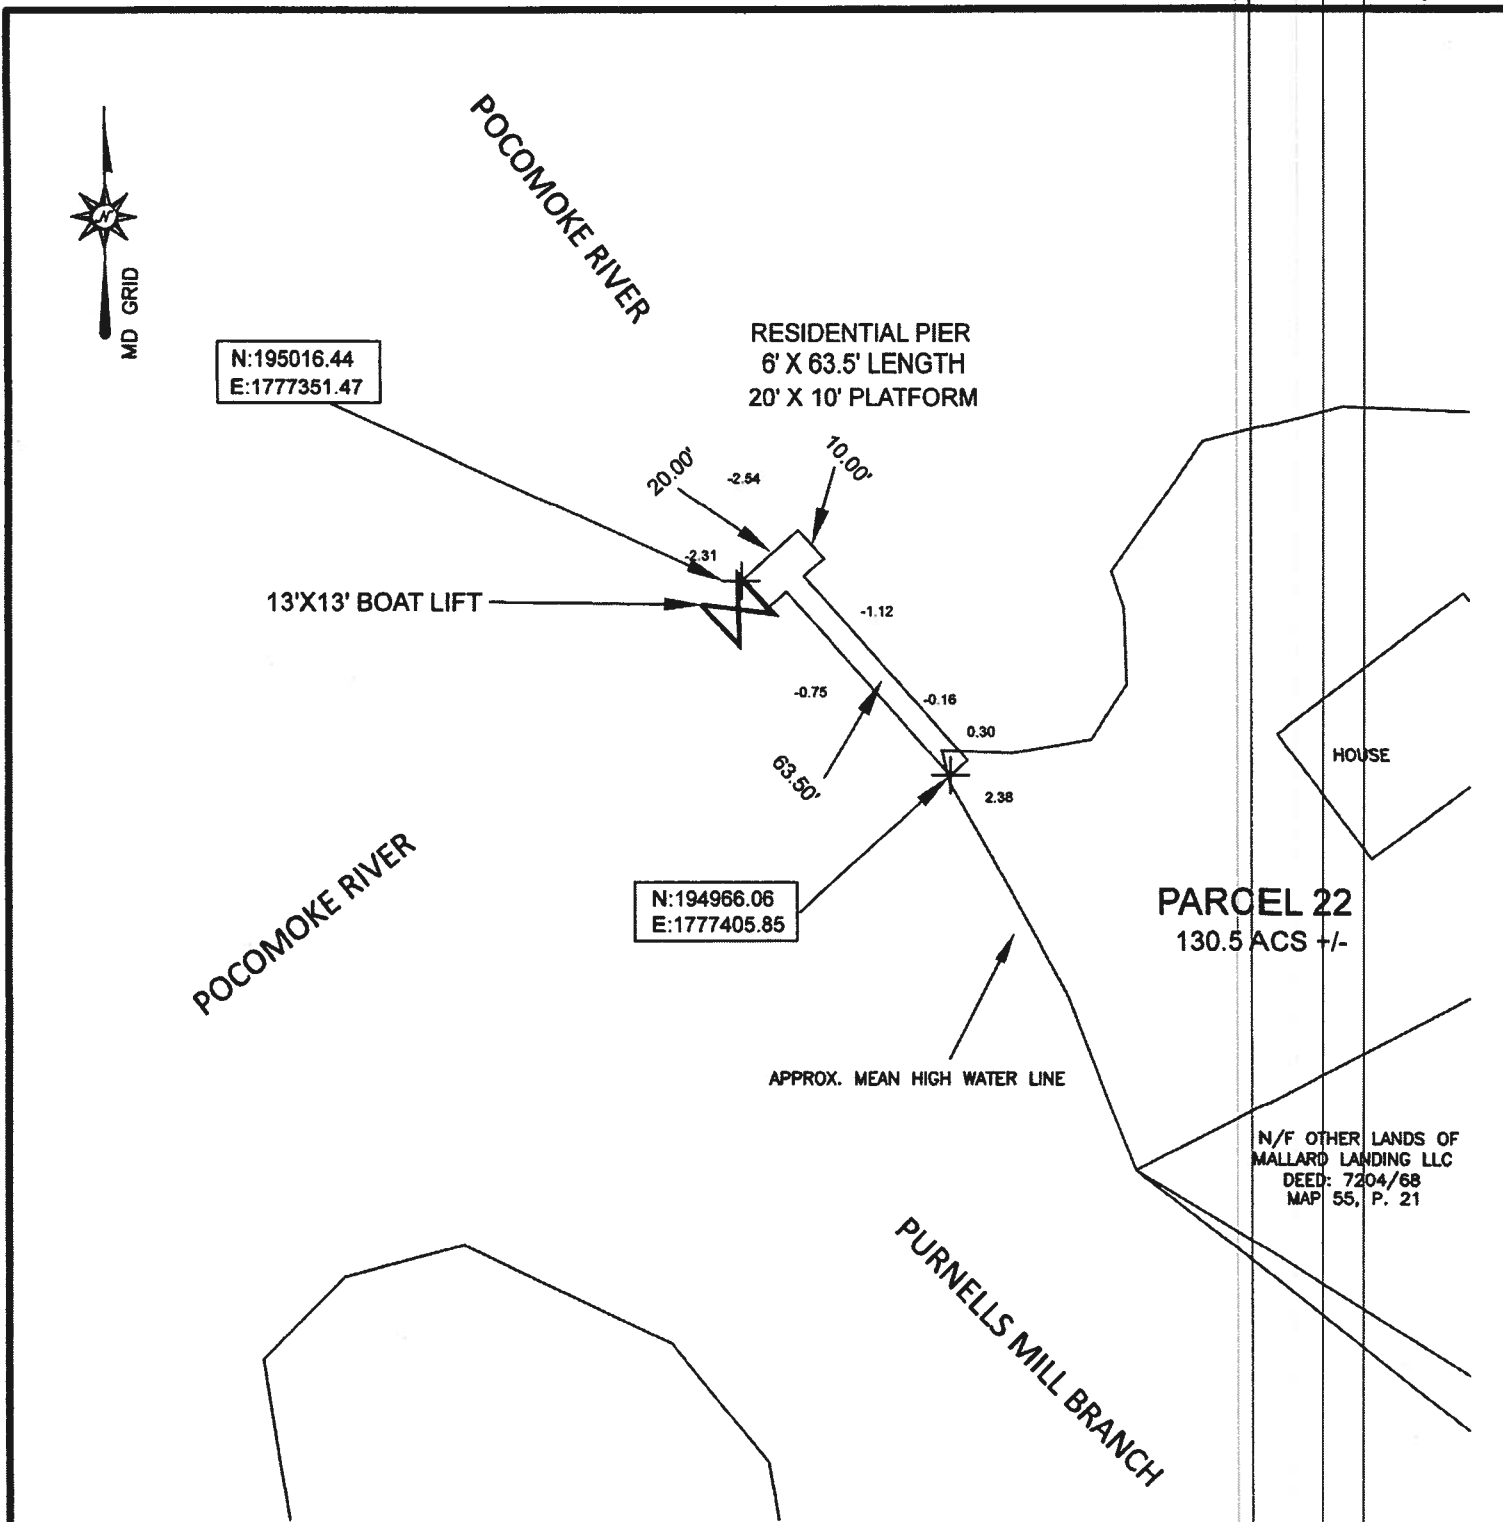 POCOMOKE RIVER
N
MD GRID
RESIDENTIAL PIER
6' X 63.5' LENGTH
20' X 10' PLATFORM
N:195016.44
E:1777351.47
20.00'
-2.54
10.00'
-2.31
13'X13' BOAT LIFT
-1.12
-0.75
-0.16
0.30
63.50'
2.38
HOUSE
POCOMOKE RIVER
N:194966.06
E:1777405.85
PARCEL 22
130.5 ACS +/-
APPROX. MEAN HIGH WATER LINE
N/F OTHER LANDS OF
MALLARD LANDING LLC
DEED: 7204/68
MAP 55, P. 21
PURNELLS MILL BRANCH